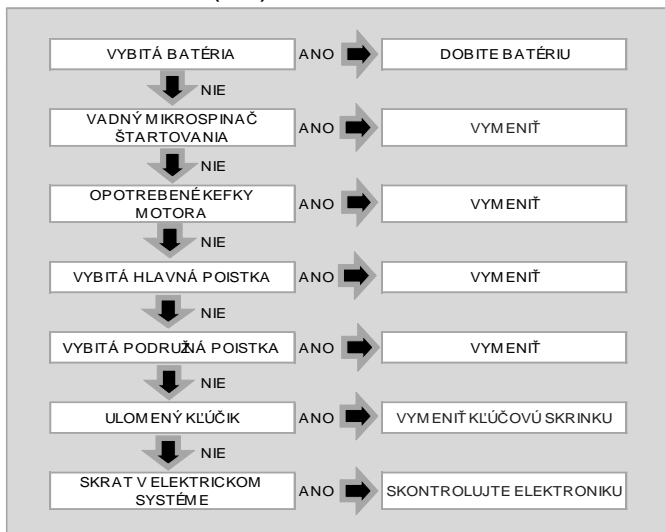 VYBITÁ BATÉRIA ANO DOBITE BATÉRIU
NIE
VADNÝ MIKROSPINAČ
ŠTARTOVANIA ANO VYMENIŤ
NIE
OPOTREBENÉ KEFKY
MOTORA ANO VYMENIŤ
NIE
VYBITÁ HLAVNÁ POISTKA ANO VYMENIŤ
NIE
VYBITÁ PODRUŽNÁ POISTKA ANO VYMENIŤ
NIE
ULOMENÝ KĽÚČIK ANO VYMENIŤ KĽÚČOVÚ SKRINKU
NIE
SKRAT V ELEKTRICKOM
SYSTÉME ANO SKONTROLUJTE ELEKTRONIKU